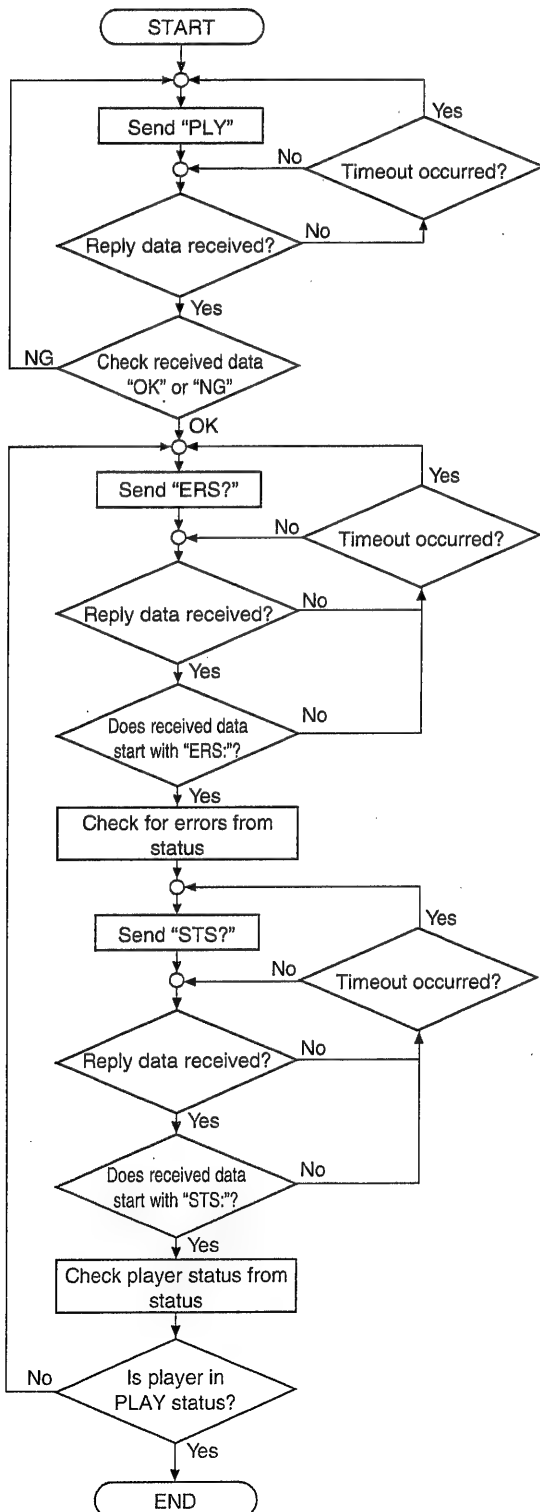 START
Yes
Send “PLY”
No
Timeout occurred?
Reply data received?
No
Yes
NG
Check received data
“OK” or “NG”
OK
Yes
Send “ERS?”
No
Timeout occurred?
Reply data received?
No
Yes
Does received data
start with “ERS:”?
No
Yes
Check for errors from
status
Yes
Send “STS?”
No
Timeout occurred?
Reply data received?
No
Yes
Does received data
start with “STS:”?
No
Yes
Check player status from
status
No
Is player in
PLAY status?
Yes
END